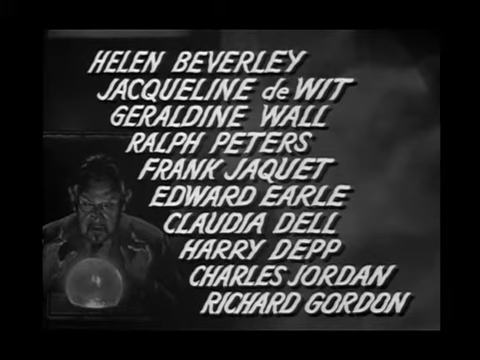 HELEN BEVERLEY
JACQUELINE de WIT
GERALDINE WALL
RALPH PETERS
FRANK JAQUET
EDWARD EARLE
CLAUDIA DELL
HARRY DEPP
CHARLES JORDAN
RICHARD GORDON